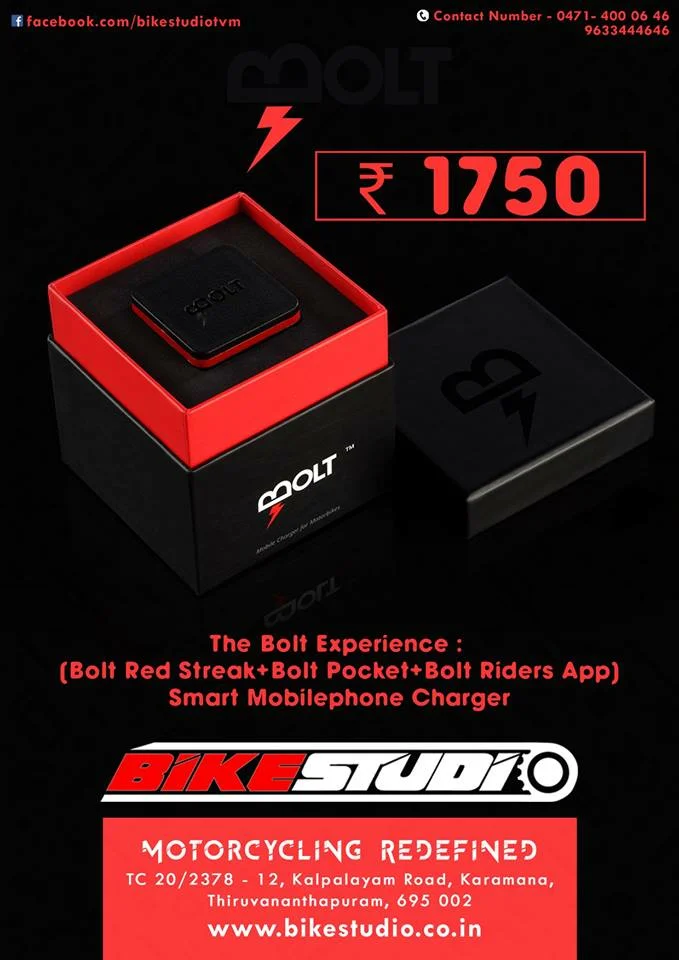 facebook.com/bikestudiotvm
Contact Number - 0471- 400 06 46
9633444646
BOLT
₹ 1750
BOLT
B
BOLT ™
Mobile Charger for Motorbikes
BOLT
The Bolt Experience :
(Bolt Red Streak+Bolt Pocket+Bolt Riders App)
Smart Mobilephone Charger
BIKESTUDIO
MOTORCYCLING REDEFINED
TC 20/2378 - 12, Kalpalayam Road, Karamana,
Thiruvananthapuram, 695 002
www.bikestudio.co.in